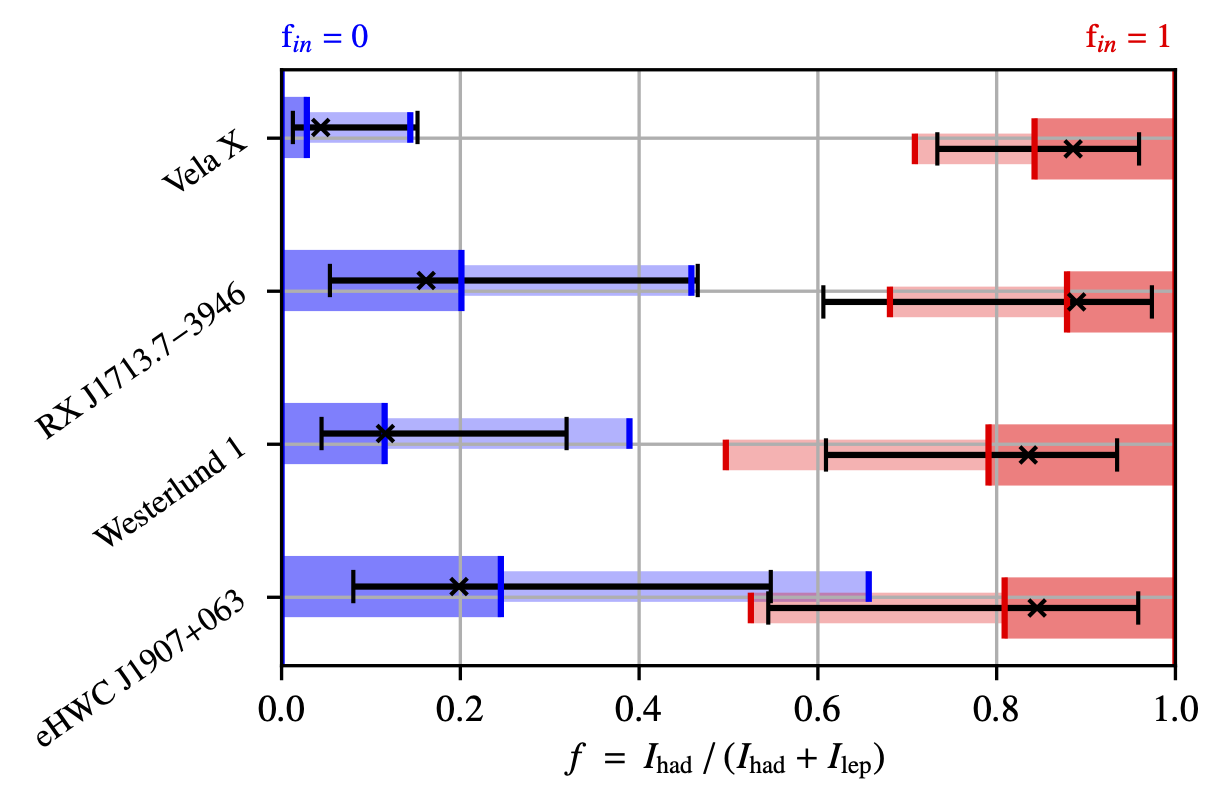 f_in = 0
f_in = 1
Vela X
RX J1713.7−3946
Westerlund 1
eHWC J1907+063
0.0 0.2 0.4 0.6 0.8 1.0
f = I_had / (I_had + I_lep)